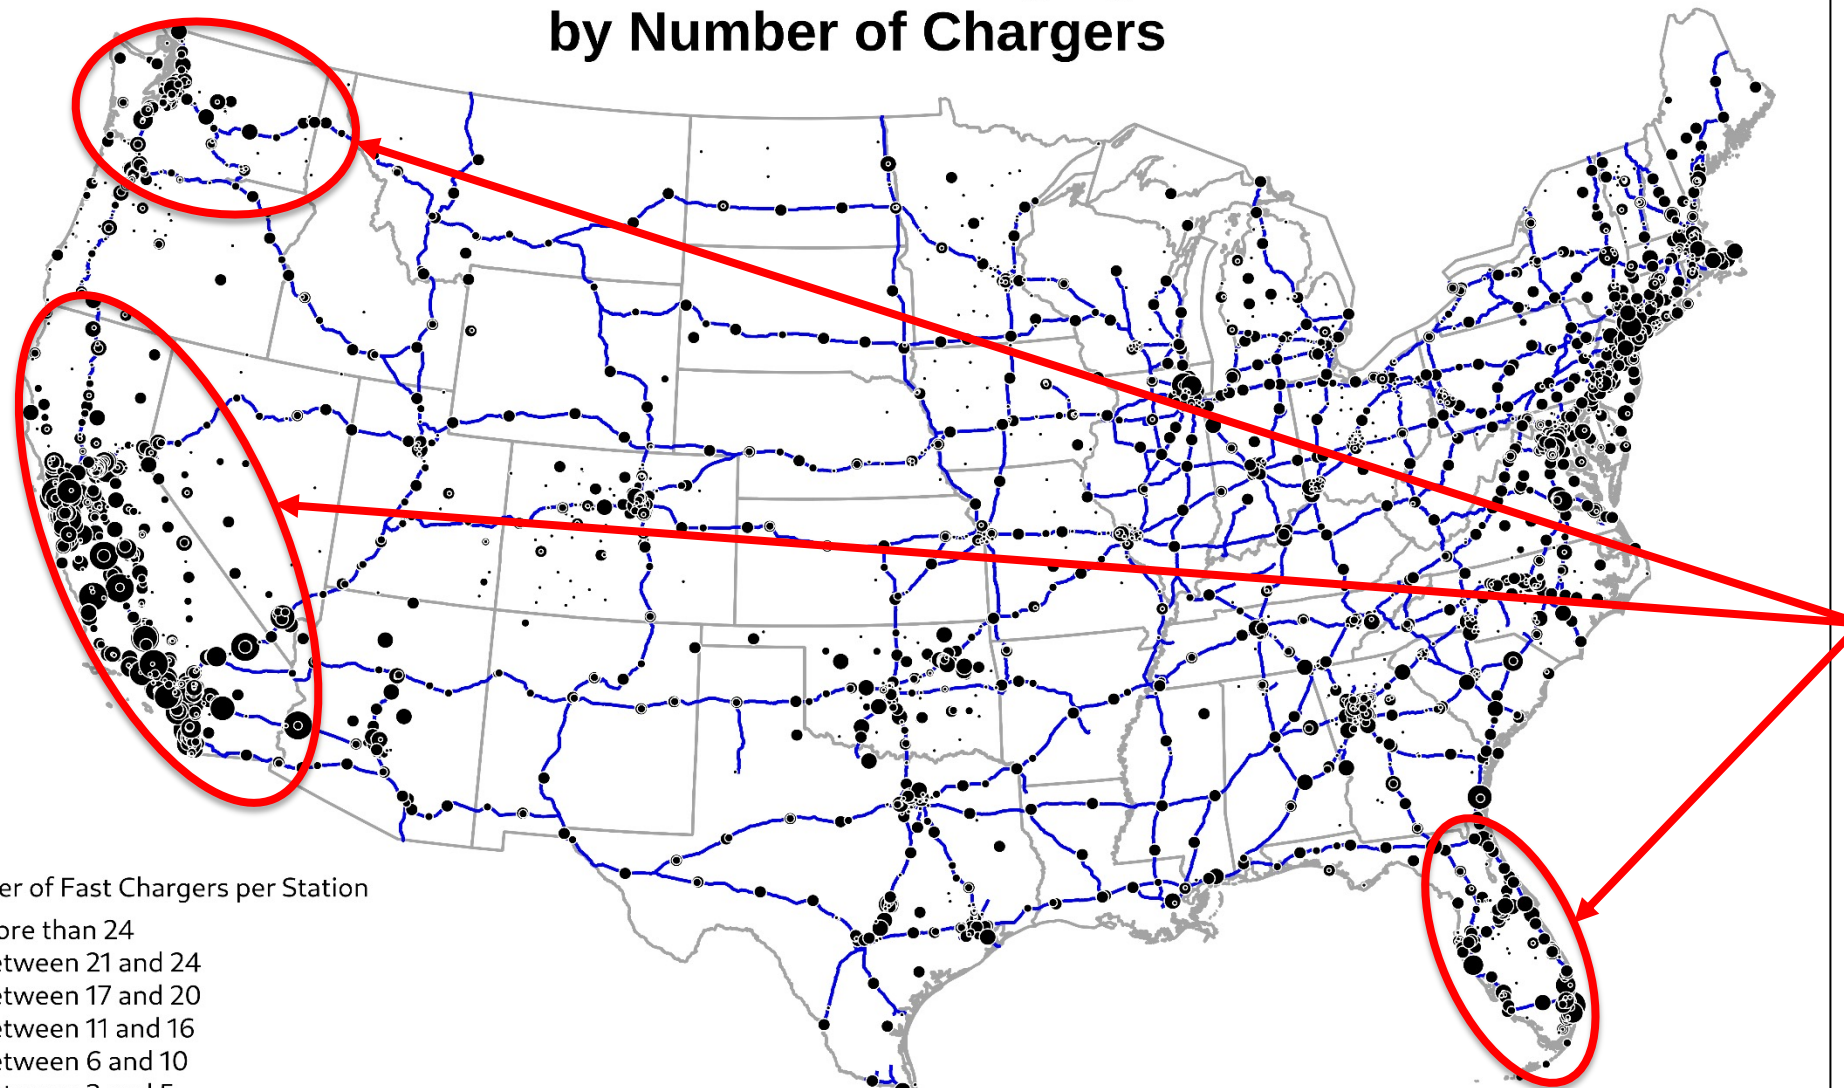 by Number of Chargers
er of Fast Chargers per Station
ore than 24
etween 21 and 24
etween 17 and 20
etween 11 and 16
etween 6 and 10